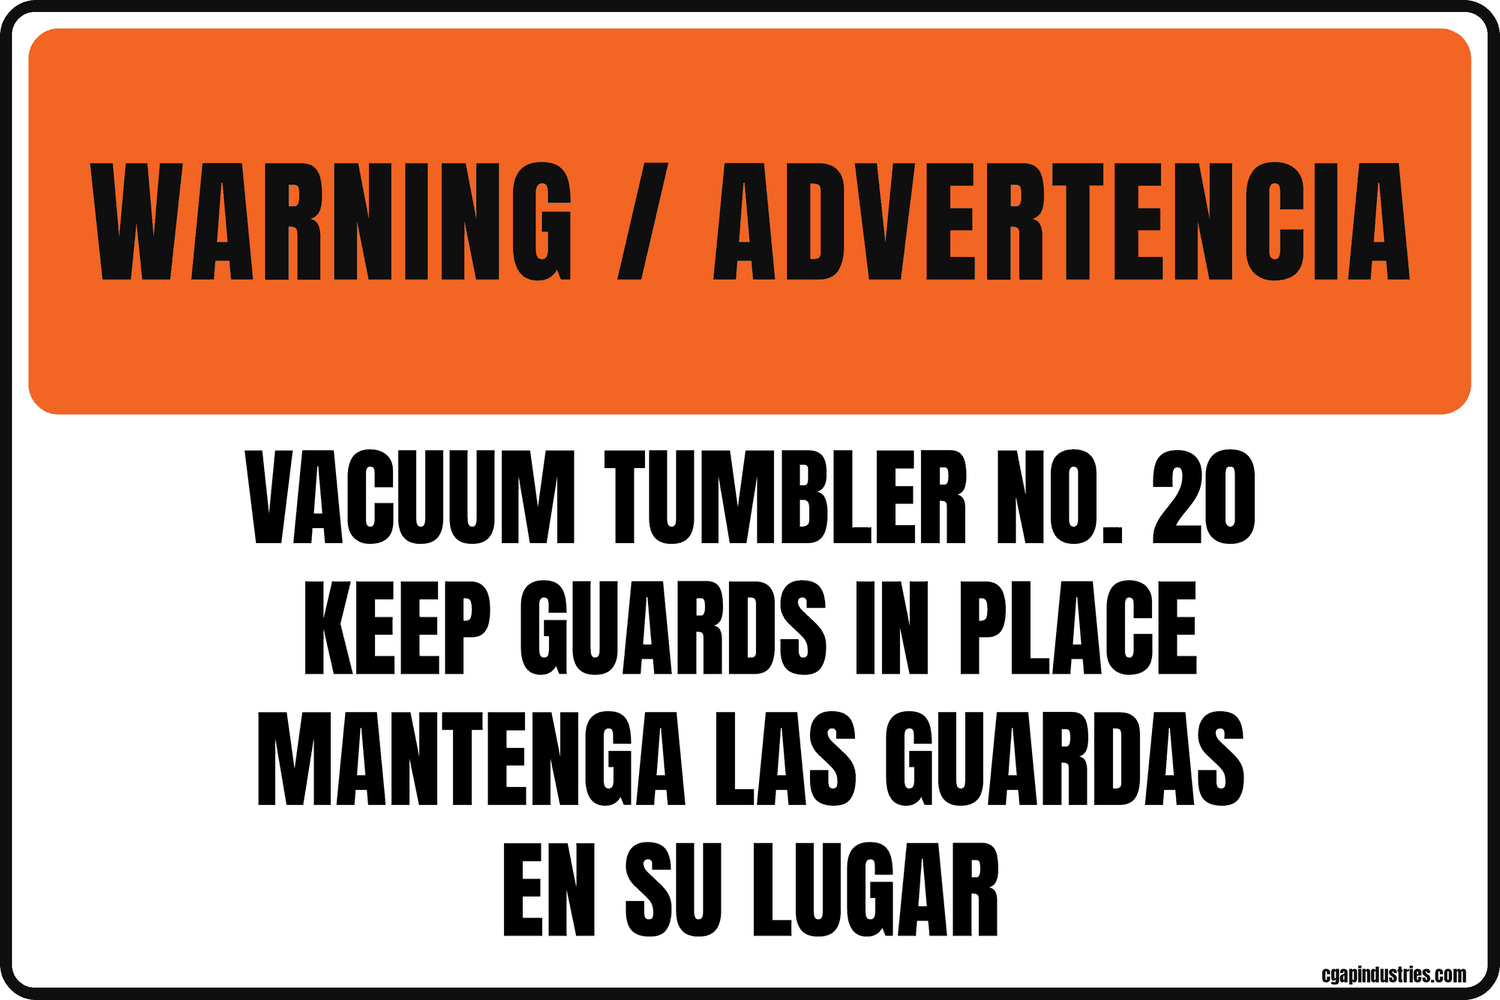 WARNING / ADVERTENCIA
VACUUM TUMBLER NO. 20
KEEP GUARDS IN PLACE
MANTENGA LAS GUARDAS
EN SU LUGAR
cgapindustries.com